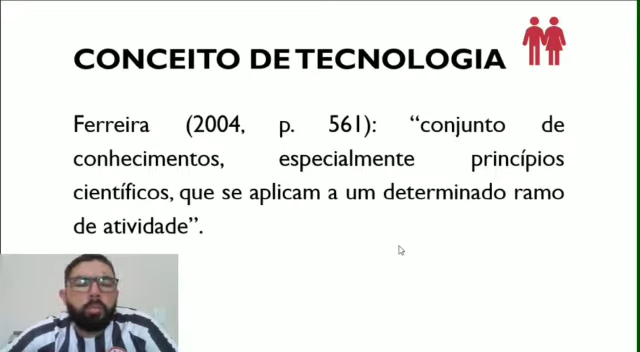 CONCEITO DE TECNOLOGIA
Ferreira (2004, p. 561): “conjunto de
conhecimentos, especialmente princípios
científicos, que se aplicam a um determinado ramo
de atividade”.